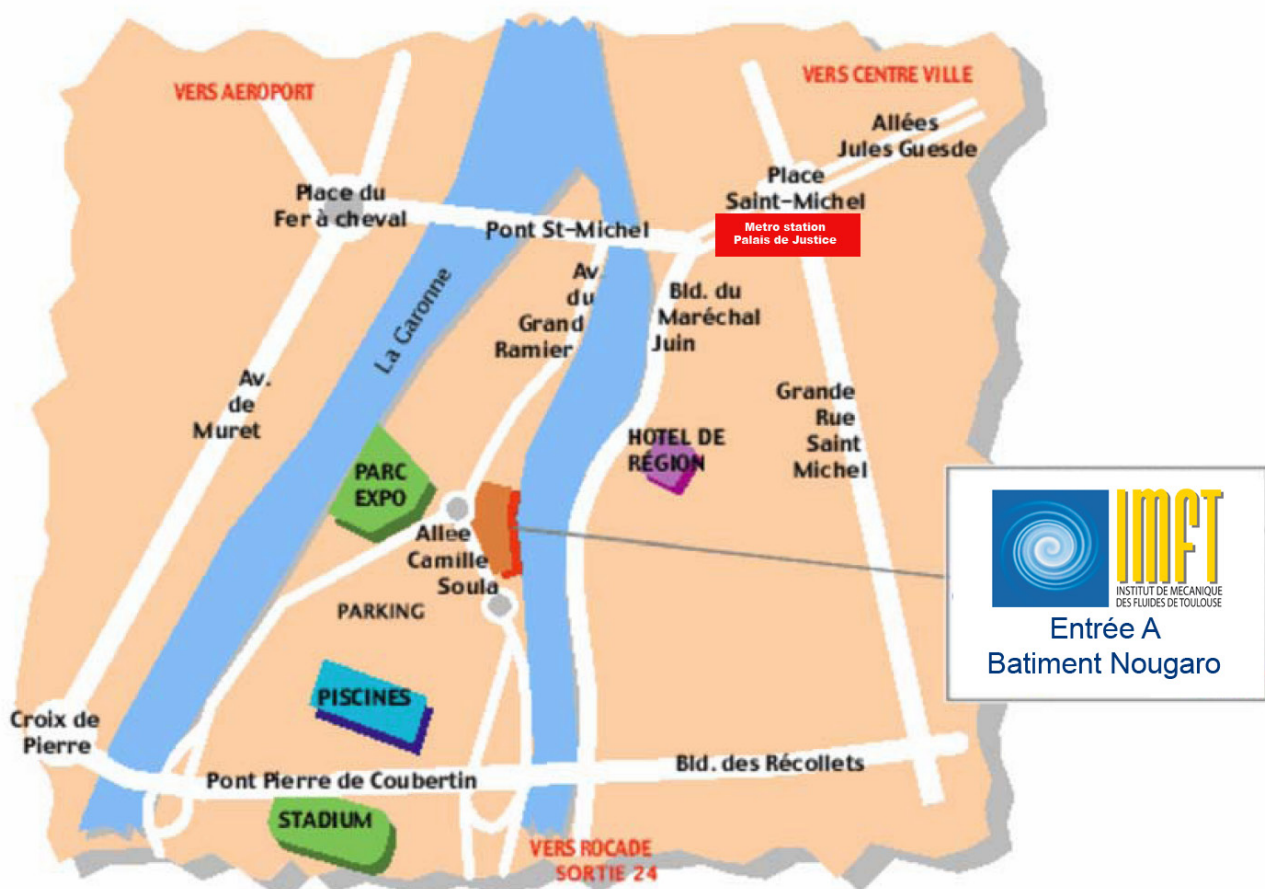 VERS AEROPORT
VERS CENTRE VILLE
Allées
Jules Guesde
Place
Saint-Michel
Metro station
Palais de Justice
Place du
Fer à cheval
Pont St-Michel
La Garonne
Av.
du
Grand
Ramier
Bld. du
Maréchal
Juin
Av.
de
Muret
Grande
Rue
Saint
Michel
HOTEL DE
RÉGION
PARC
EXPO
Allee
Camille
Soula
PARKING
IMFT
INSTITUT DE MECANIQUE
DES FLUIDES DE TOULOUSE
Entrée A
Batiment Nougaro
PISCINES
Croix de
Pierre
Pont Pierre de Coubertin
Bld. des Récollets
STADIUM
VERS ROCADE
SORTIE 24